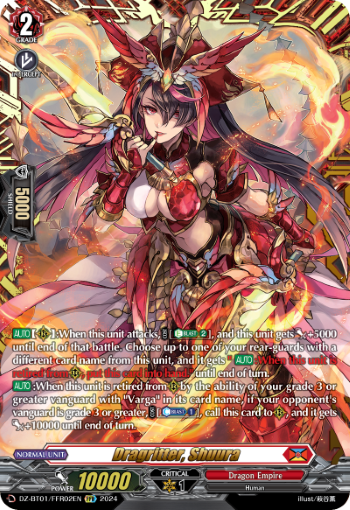 2
GRADE
INTERCEPT
5000
SHIELD
AUTO [R]:When this unit attacks, COST [C BLAST 2], and this unit gets +5000
until end of that battle. Choose up to one of your rear-guards with a
different card name from this unit, and it gets "AUTO:When this unit is
retired from R, put this card into hand" until end of turn.
AUTO:When this unit is retired from R by the ability of your grade 3 or
greater vanguard with "Varga" in its card name, if your opponent's
vanguard is grade 3 or greater, COST [C BLAST 1], call this card to R, and it gets
+10000 until end of turn.
NORMAL UNIT
Dragritter, Shuura
POWER 10000
CRITICAL
1
Dragon Empire
Human
DZ-BT01/FFR02EN FFR 2024
illust/萩谷薫